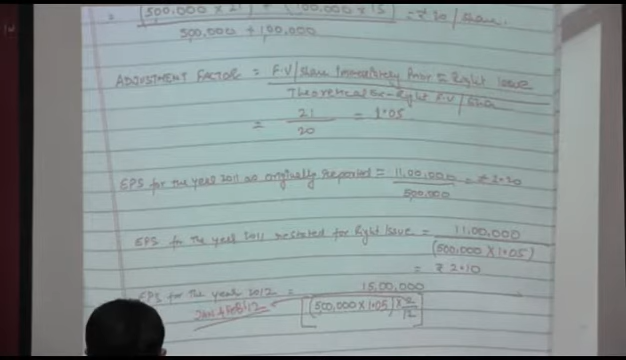 = (500,000 × 21) + (100,000 × 15) = ₹ 20/share.
500,000 + 100,000
ADJUSTMENT FACTOR = F.V/share Immediately Prior to Right Issue
Theoretical Ex-Right F.V/share
= 21 = 1.05
20
EPS for the year 2011 as originally reported = 11,00,000 = ₹ 2.20
500,000
EPS for the year 2011 restated for Right Issue = 11,00,000
(500,000 × 1.05)
= ₹ 2.10
EPS for the year 2012 = 15,00,000
[(500,000 × 1.05) × 2
12]